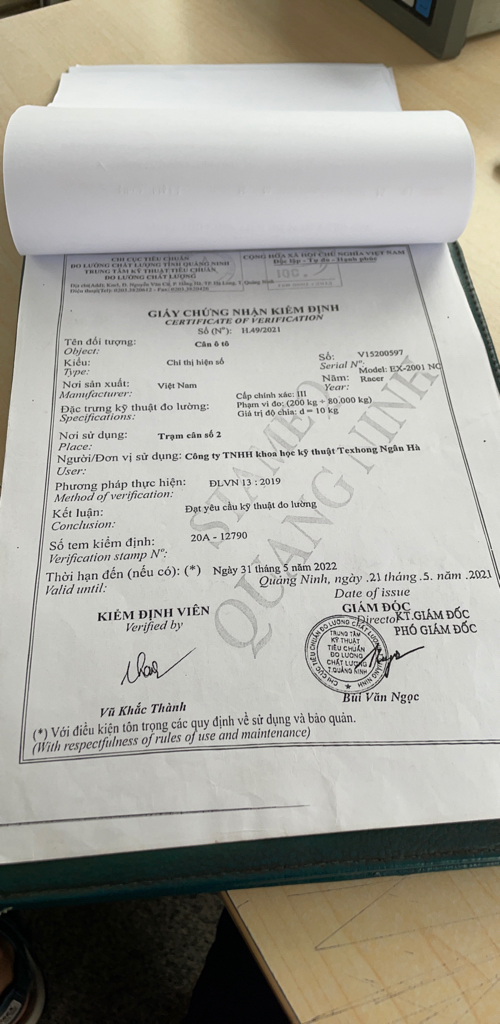 CHI CỤC TIÊU CHUẨN
ĐO LƯỜNG CHẤT LƯỢNG TỈNH QUẢNG NINH
TRUNG TÂM KỸ THUẬT TIÊU CHUẨN
ĐO LƯỜNG CHẤT LƯỢNG
CỘNG HÒA XÃ HỘI CHỦ NGHĨA VIỆT NAM
Độc lập - Tự do - Hạnh phúc
GIẤY CHỨNG NHẬN KIỂM ĐỊNH
CERTIFICATE OF VERIFICATION
Số (Nº): H.49/2021
Tên đối tượng: Cân ô tô
Object:
Kiểu: Chỉ thị hiện số Số: V15200597
Type: Serial Nº: Model: EX-2001 NC
Nơi sản xuất: Việt Nam Năm: Racer
Manufacturer: Year:
Đặc trưng kỹ thuật đo lường: Cấp chính xác: III
Specifications: Phạm vi đo: (200 kg ÷ 80,000 kg)
Giá trị độ chia: d = 10 kg
Nơi sử dụng: Trạm cân số 2
Place:
Người/Đơn vị sử dụng: Công ty TNHH khoa học kỹ thuật Texhong Ngân Hà
User:
Phương pháp thực hiện: ĐLVN 13 : 2019
Method of verification:
Kết luận: Đạt yêu cầu kỹ thuật đo lường
Conclusion:
Số tem kiểm định: 20A - 12790
Verification stamp Nº:
Thời hạn đến (nếu có): (*) Ngày 31 tháng 5 năm 2022
Valid until: Quảng Ninh, ngày .21 tháng .5. năm .2021
Date of issue
KIỂM ĐỊNH VIÊN GIÁM ĐỐC
Verified by Director KT.GIÁM ĐỐC
PHÓ GIÁM ĐỐC
TRUNG TÂM
KỸ THUẬT
TIÊU CHUẨN
ĐO LƯỜNG
CHẤT LƯỢNG
T.QUẢNG NINH
Vũ Khắc Thành Bùi Văn Ngọc
(*) Với điều kiện tôn trọng các quy định về sử dụng và bảo quản.
(With respectfulness of rules of use and maintenance)
STAMEQ
QUANG NINH